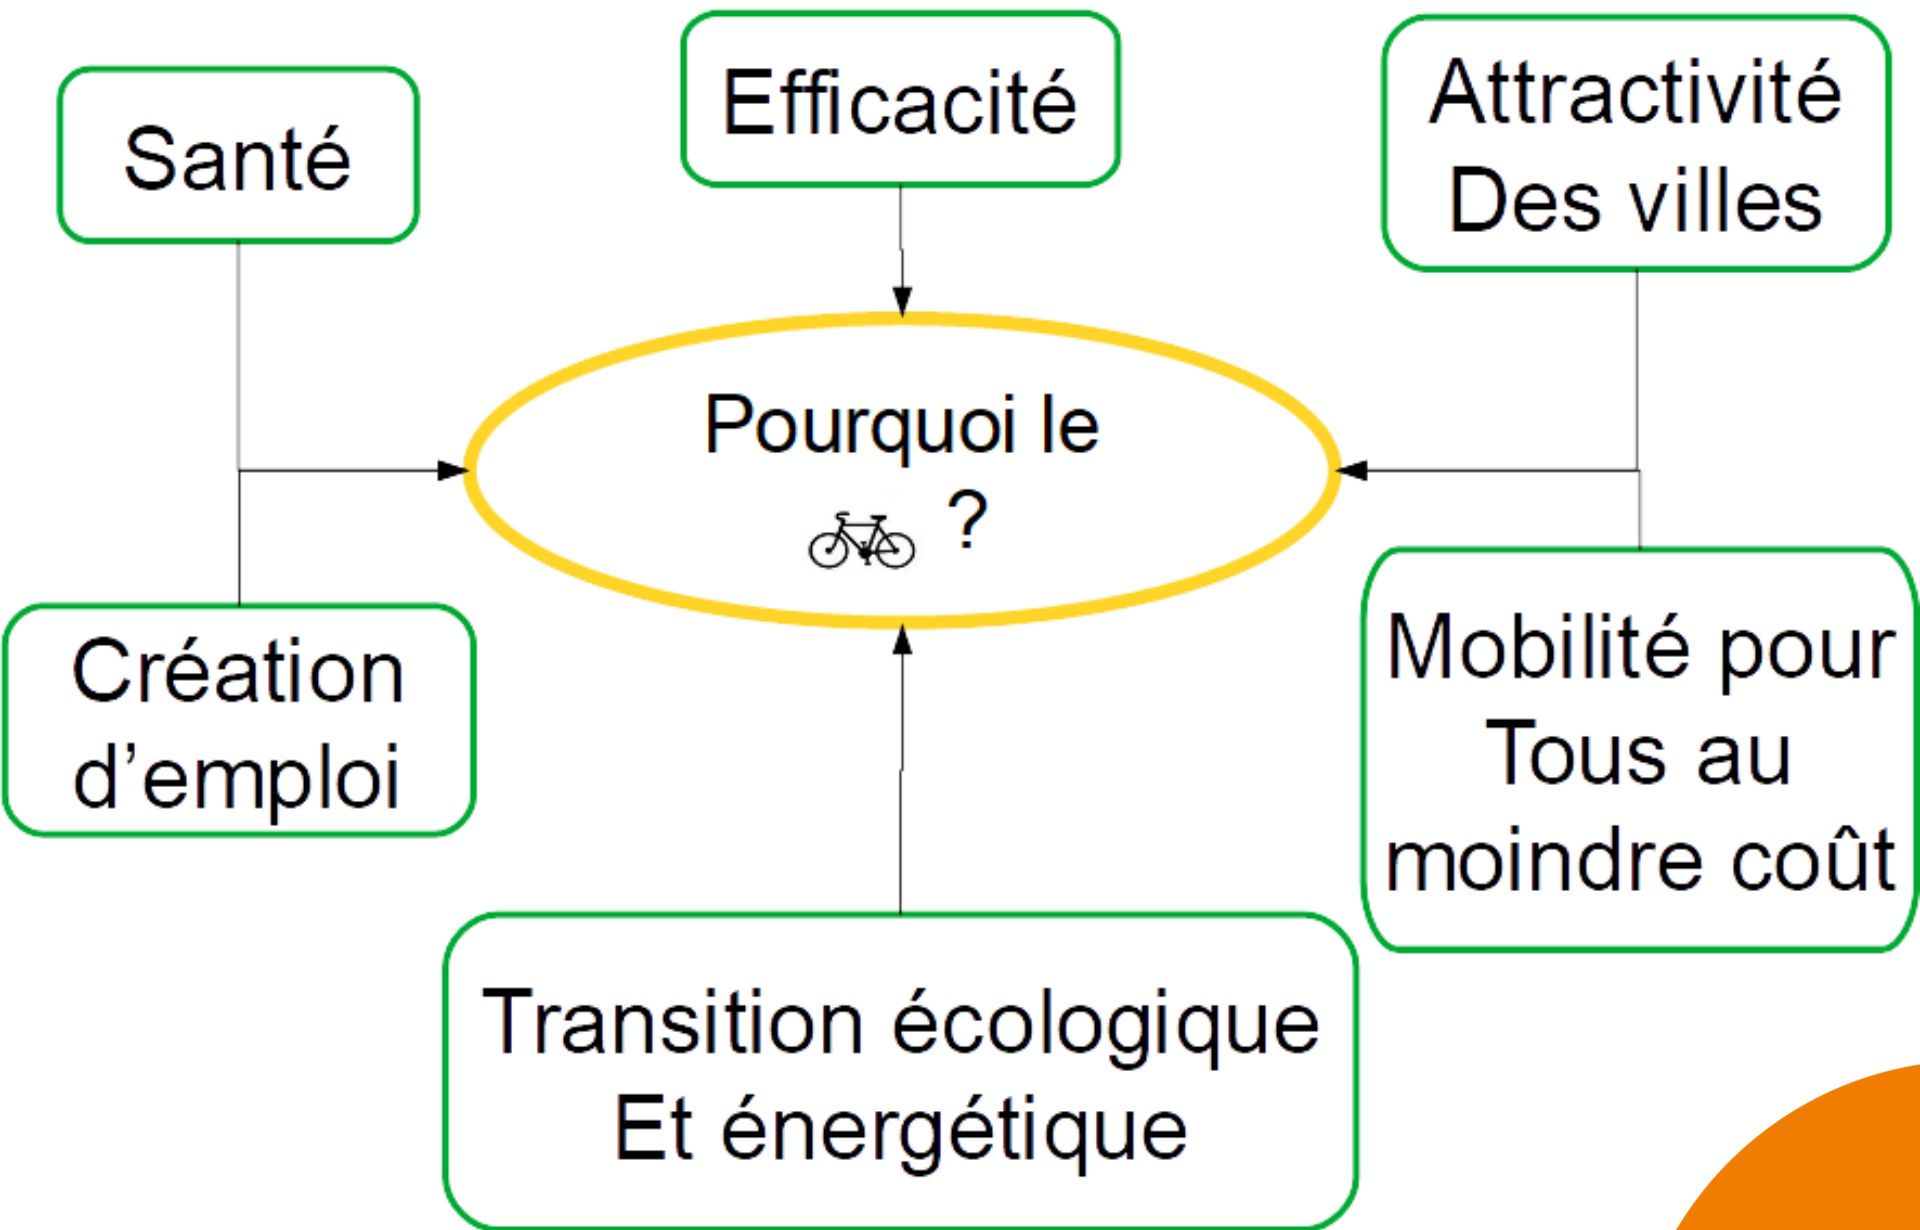 Santé
Efficacité
Attractivité
Des villes
Pourquoi le
?
Création
d’emploi
Mobilité pour
Tous au
moindre coût
Transition écologique
Et énergétique